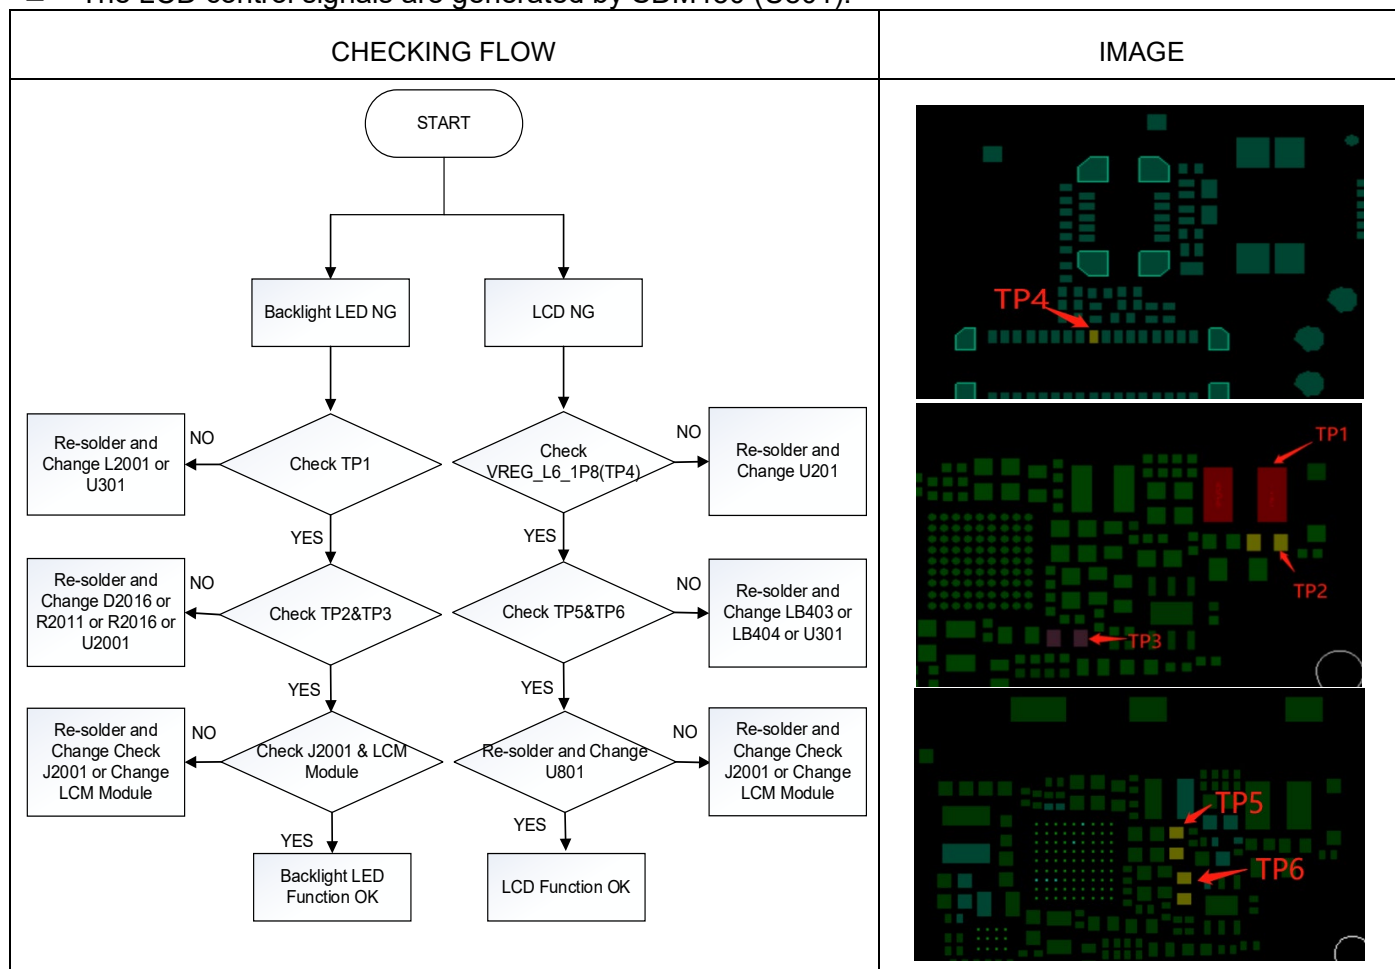 CHECKING FLOW
IMAGE
START
Backlight LED NG
LCD NG
Re-solder and
Change L2001 or
U301
NO
Check TP1
Check
VREG_L6_1P8(TP4)
NO
Re-solder and
Change U201
YES
YES
Re-solder and
Change D2016 or
R2011 or R2016 or
U2001
NO
Check TP2&TP3
Check TP5&TP6
NO
Re-solder and
Change LB403 or
LB404 or U301
YES
YES
Re-solder and
Change Check
J2001 or Change
LCM Module
NO
Check J2001 & LCM
Module
Re-solder and Change
U801
NO
Re-solder and
Change Check
J2001 or Change
LCM Module
YES
YES
Backlight LED
Function OK
LCD Function OK
TP4
TP1
TP2
TP3
TP5
TP6